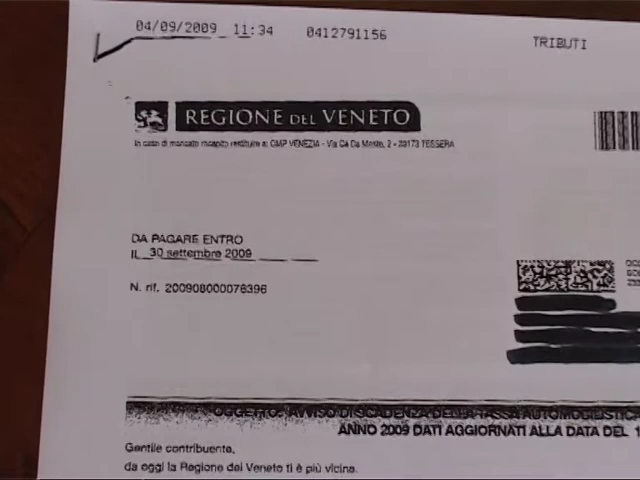 04/09/2009 11:34 0412791156 TRIBUTI
REGIONE DEL VENETO
In caso di mancato recapito restituire a: CMP VENEZIA - Via CA Da Mosto, 2 - 30173 TESSERA
DA PAGARE ENTRO
IL 30 settembre 2009
N. rif. 200908000078396
OGGETTO: AVVISO DI SCADENZA DELLA TASSA AUTOMOBILISTICA
ANNO 2009 DATI AGGIORNATI ALLA DATA DEL 1
Gentile contribuente,
da oggi la Regione del Veneto ti è più vicina.